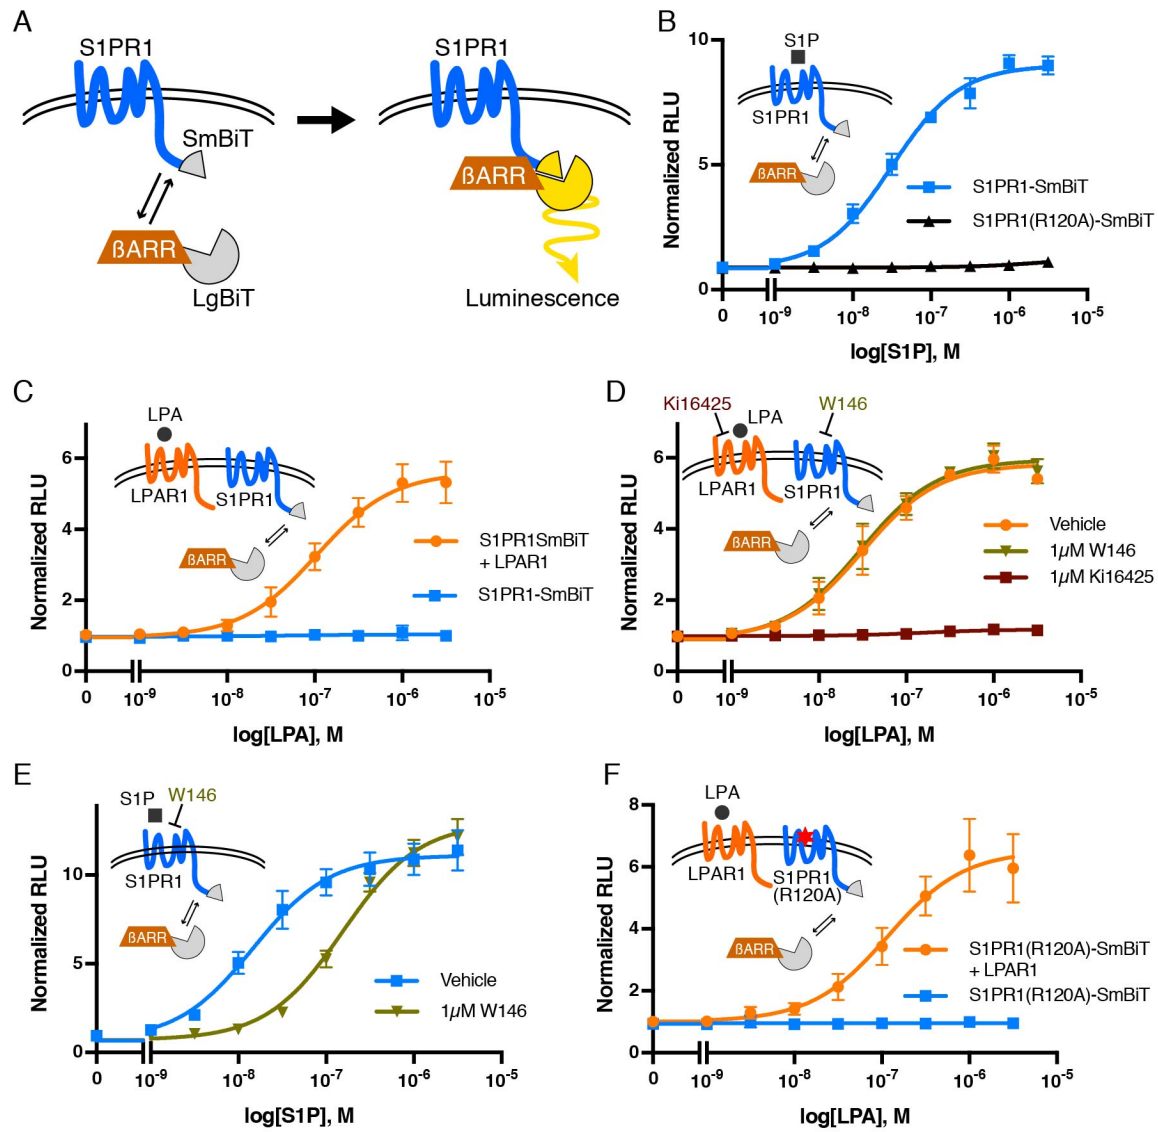 A
S1PR1
SmBiT
ßARR
LgBiT
S1PR1
ßARR
Luminescence
B
Normalized RLU
10
5
0
S1P
S1PR1
ßARR
S1PR1-SmBiT
S1PR1(R120A)-SmBiT
0 10-9 10-8 10-7 10-6 10-5
log[S1P], M
C
Normalized RLU
6
4
2
0
LPA
LPAR1
S1PR1
ßARR
S1PR1SmBiT
+ LPAR1
S1PR1-SmBiT
0 10-9 10-8 10-7 10-6 10-5
log[LPA], M
D
Normalized RLU
6
4
2
0
Ki16425
LPA
W146
LPAR1
S1PR1
ßARR
Vehicle
1µM W146
1µM Ki16425
0 10-9 10-8 10-7 10-6 10-5
log[LPA], M
E
Normalized RLU
10
5
0
S1P
W146
S1PR1
ßARR
Vehicle
1µM W146
0 10-9 10-8 10-7 10-6 10-5
log[S1P], M
F
Normalized RLU
8
6
4
2
0
LPA
LPAR1
S1PR1
(R120A)
ßARR
S1PR1(R120A)-SmBiT
+ LPAR1
S1PR1(R120A)-SmBiT
0 10-9 10-8 10-7 10-6 10-5
log[LPA], M